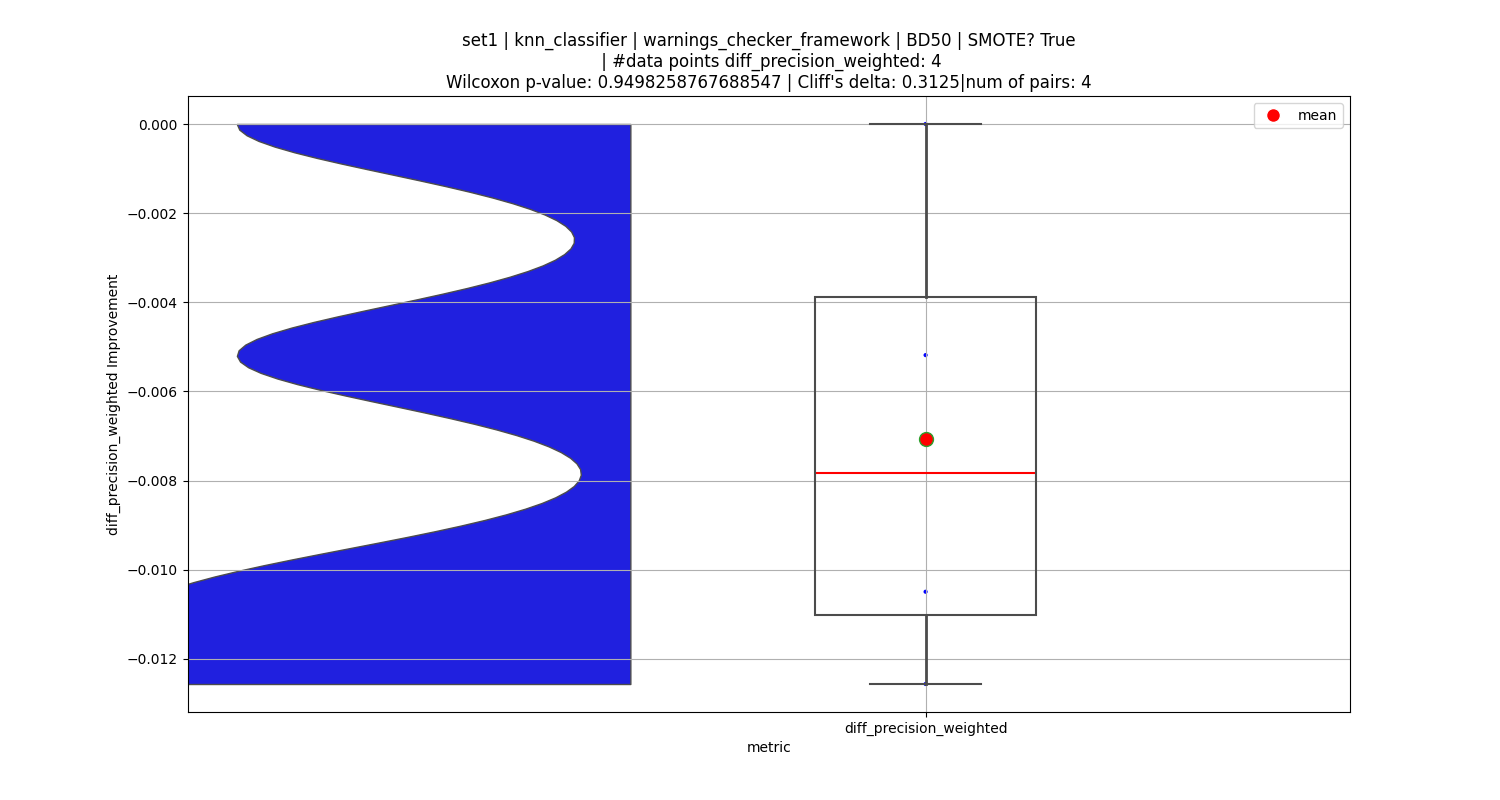 set1 | knn_classifier | warnings_checker_framework | BD50 | SMOTE? True
| #data points diff_precision_weighted: 4
Wilcoxon p-value: 0.9498258767688547 | Cliff's delta: 0.3125|num of pairs: 4
mean
0.000
−0.002
−0.004
−0.006
−0.008
−0.010
−0.012
diff_precision_weighted Improvement
diff_precision_weighted
metric